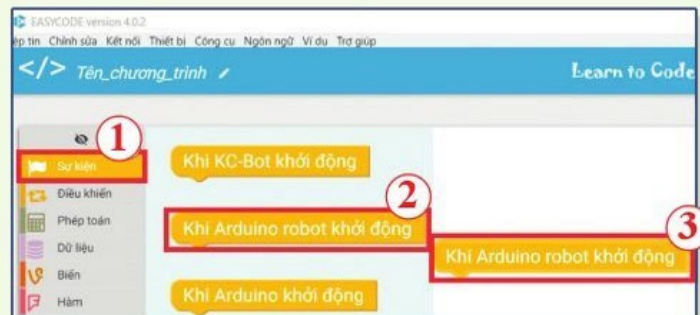 EASYCODE version 4.0.2
ệp tin Chỉnh sửa Kết nối Thiết bị Công cụ Ngôn ngữ Ví dụ Trợ giúp
</> Tên_chương_trình
Learn to Code
1
Sự kiện
Điều khiển
Phép toán
Dữ liệu
Biến
Hàm
Khi KC-Bot khởi động
2
Khi Arduino robot khởi động
3
Khi Arduino robot khởi động
Khi Arduino khởi động